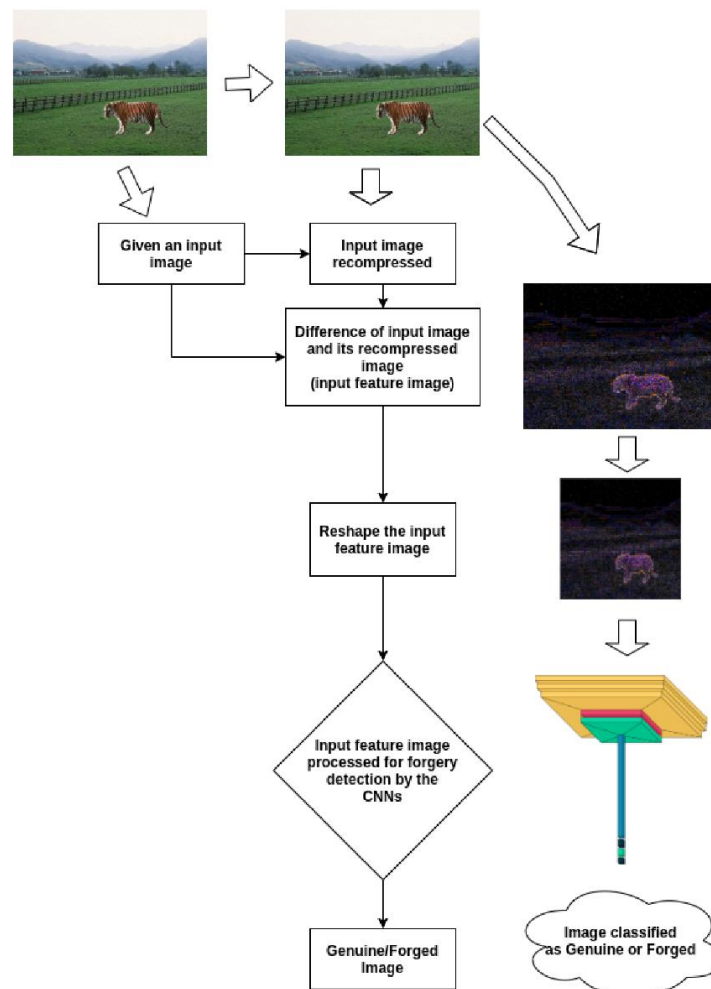 Given an input
image
Input image
recompressed
Difference of input image
and its recompressed
image
(input feature image)
Reshape the input
feature image
Input feature image
processed for forgery
detection by the
CNNs
Genuine/Forged
Image
Image classified
as Genuine or Forged